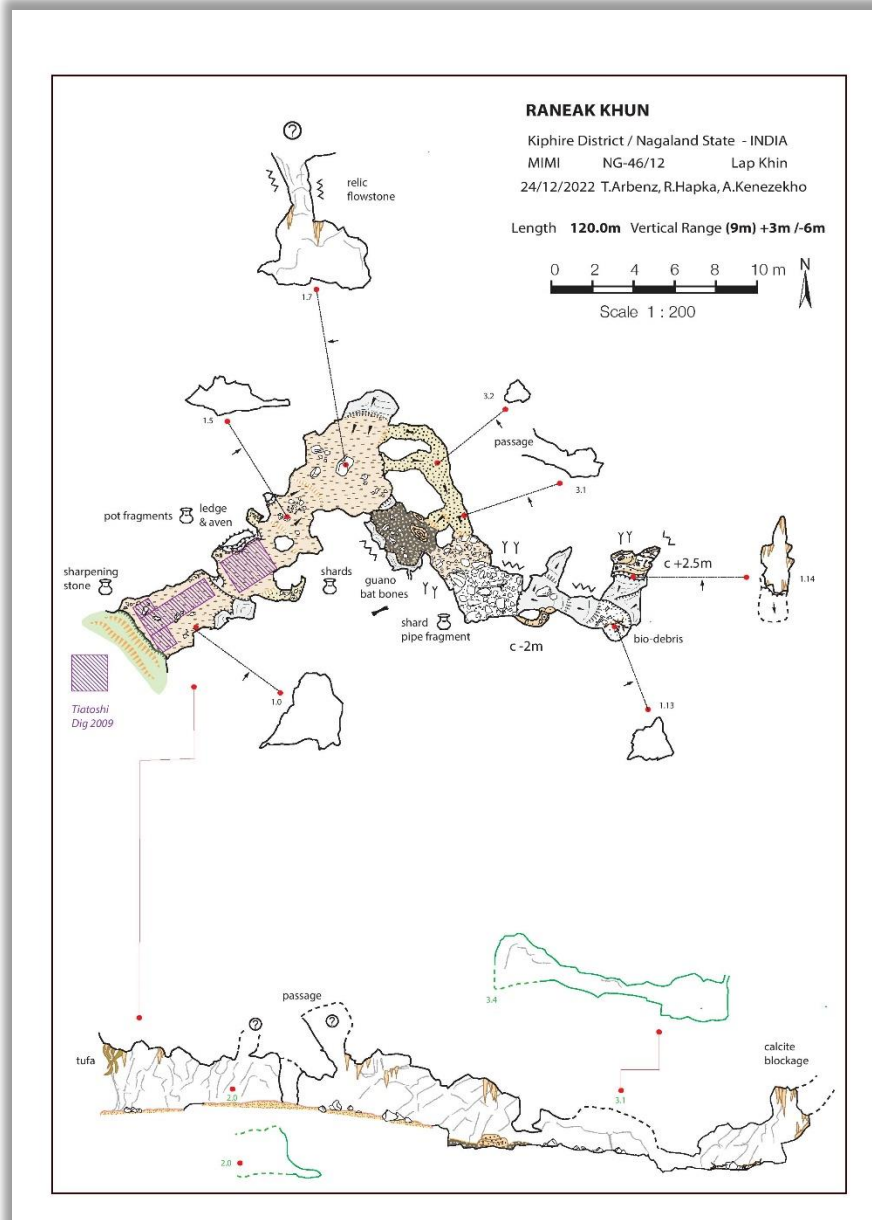 RANEAK KHUN
Kiphire District / Nagaland State - INDIA
MIMI NG-46/12 Lap Khin
24/12/2022 T.Arbenz, R.Hapka, A.Kenezekho
Length 120.0m Vertical Range (9m) +3m /-6m
0 2 4 6 8 10 m
N
Scale 1 : 200
?
relic
flowstone
1.7
3.2
1.5
passage
3.1
pot fragments
ledge
& aven
sharpening
stone
shards
guano
bat bones
shard
pipe fragment
c +2.5m
1.14
c -2m
bio-debris
1.0
1.13
Tiatoshi
Dig 2009
3.4
passage
?
?
tufa
calcite
blockage
2.0
3.1
2.0